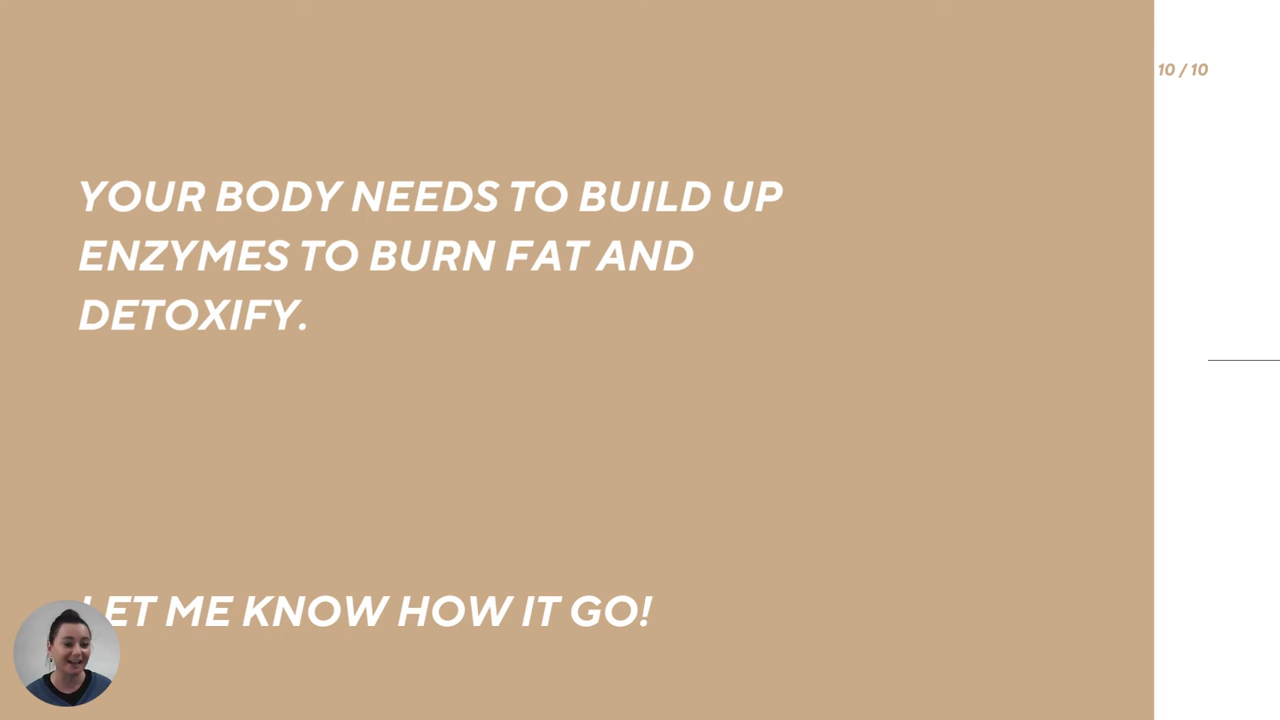 10 / 10
YOUR BODY NEEDS TO BUILD UP
ENZYMES TO BURN FAT AND
DETOXIFY.
LET ME KNOW HOW IT GO!